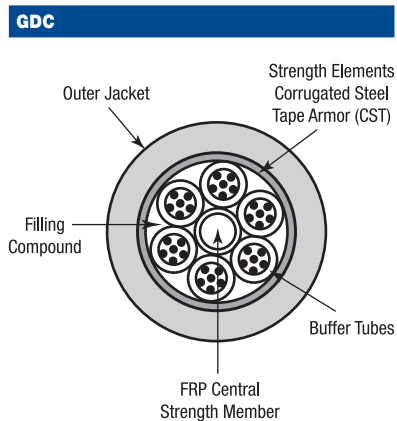 GDC
Strength Elements
Corrugated Steel
Tape Armor (CST)
Outer Jacket
Filling
Compound
Buffer Tubes
FRP Central
Strength Member